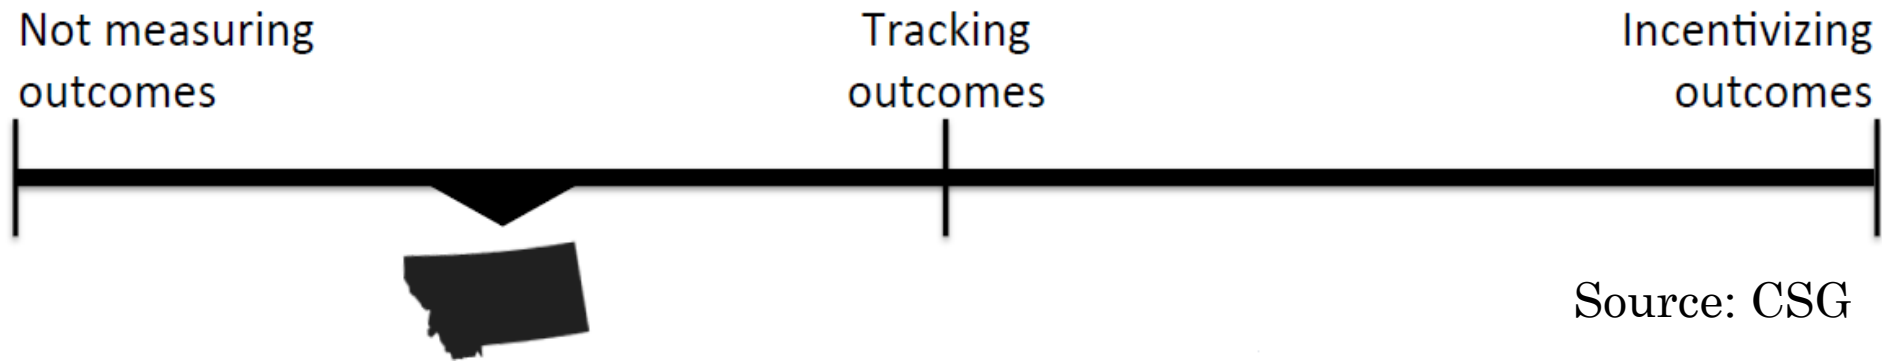 Not measuring
outcomes
Tracking
outcomes
Incentivizing
outcomes
Source: CSG